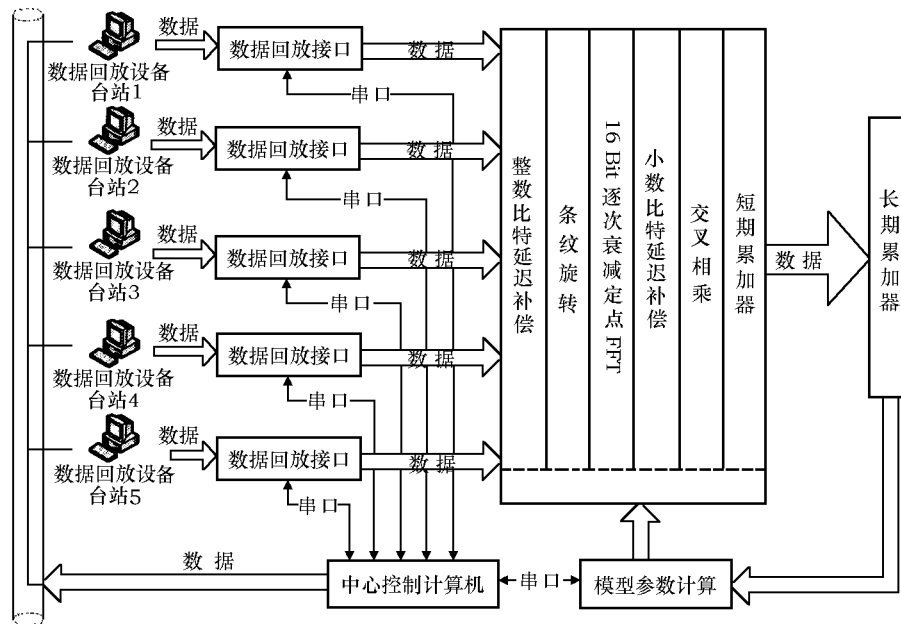 数据
数据回放接口
数据
数据回放设备
台站1
串口
数据
数据回放接口
数据
数据回放设备
台站2
串口
数据
数据回放接口
数据
数据回放设备
台站3
串口
数据
数据回放接口
数据
数据回放设备
台站4
串口
数据
数据回放接口
数据
数据回放设备
台站5
串口
整数比特延迟补偿
条纹旋转
16 Bit 逐次衰减定点 FFT
小数比特延迟补偿
交叉相乘
短期累加器
数据
长期累加器
数据
中心控制计算机
串口
模型参数计算